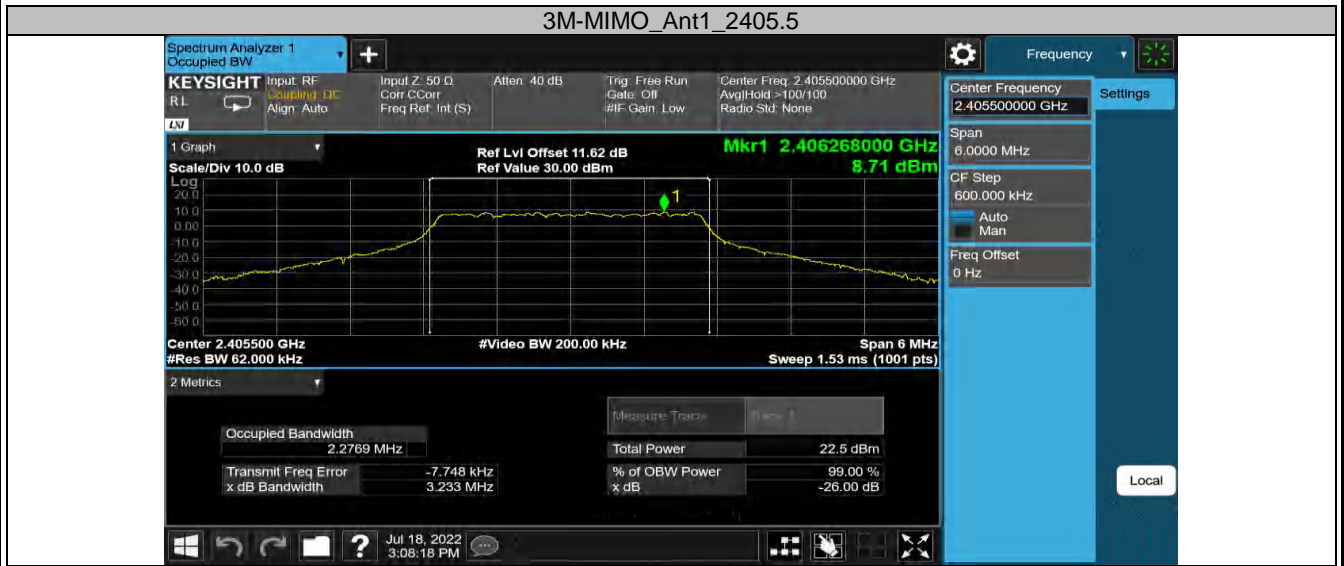 3M-MIMO_Ant1_2405.5
Spectrum Analyzer 1
Occupied BW
+
Frequency
KEYSIGHT
RL
LXI
Input: RF
Coupling: DC
Align: Auto
Input Z: 50 Ω
Corr CCorr
Freq Ref: Int (S)
Atten: 40 dB
Trig: Free Run
Gate: Off
#IF Gain: Low
Center Freq: 2.405500000 GHz
Avg|Hold:>100/100
Radio Std: None
Center Frequency
2.405500000 GHz
Settings
Span
6.0000 MHz
CF Step
600.000 kHz
Auto
Man
Freq Offset
0 Hz
1 Graph
Scale/Div 10.0 dB
Ref Lvl Offset 11.62 dB
Ref Value 30.00 dBm
Mkr1 2.406268000 GHz
8.71 dBm
Log
20.0
10.0
0.00
-10.0
-20.0
-30.0
-40.0
-50.0
-60.0
1
Center 2.405500 GHz
#Video BW 200.00 kHz
Span 6 MHz
#Res BW 62.000 kHz
Sweep 1.53 ms (1001 pts)
2 Metrics
Measure Trace
Trace 1
Occupied Bandwidth
2.2769 MHz
Total Power
22.5 dBm
Transmit Freq Error
-7.748 kHz
% of OBW Power
99.00 %
x dB Bandwidth
3.233 MHz
x dB
-26.00 dB
Local
?
Jul 18, 2022
3:08:18 PM